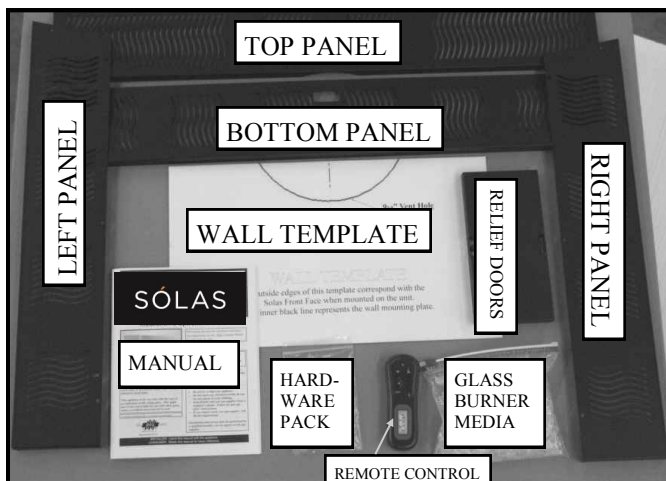 TOP PANEL
BOTTOM PANEL
LEFT PANEL
RIGHT PANEL
Vent Hole
WALL TEMPLATE
RELIEF DOORS
WALL TEMPLATE
outside edges of this template correspond with the
Solas Front Face when mounted on the unit.
inner black line represents the wall mounting plate.
SÓLAS
MANUAL
HARD-
WARE
PACK
GLASS
BURNER
MEDIA
REMOTE CONTROL